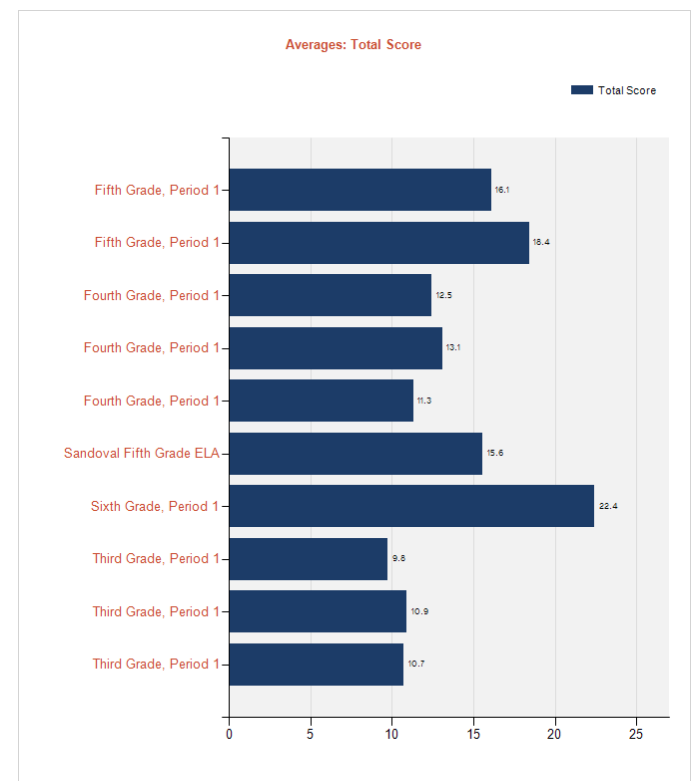 Averages: Total Score
Total Score
Fifth Grade, Period 1 16.1
Fifth Grade, Period 1 18.4
Fourth Grade, Period 1 12.5
Fourth Grade, Period 1 13.1
Fourth Grade, Period 1 11.3
Sandoval Fifth Grade ELA 15.6
Sixth Grade, Period 1 22.4
Third Grade, Period 1 9.8
Third Grade, Period 1 10.9
Third Grade, Period 1 10.7
0 5 10 15 20 25